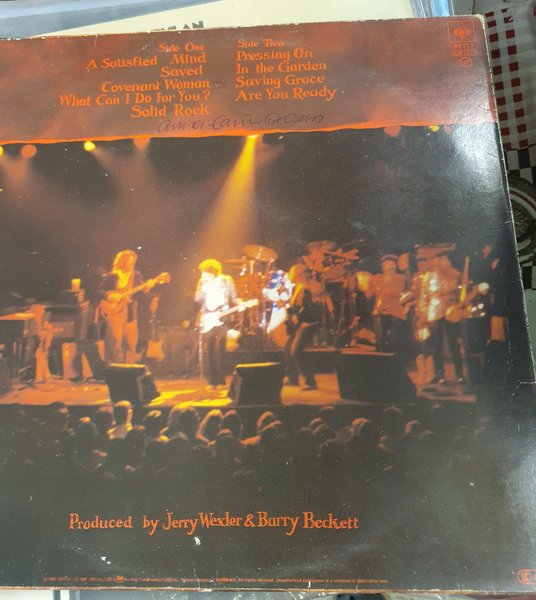 Side One
A Satisfied Mind
Saved
Covenant Woman
What Can I Do For You?
Solid Rock
Side Two
Pressing On
In the Garden
Saving Grace
Are You Ready
CBS
Produced by Jerry Wexler & Barry Beckett